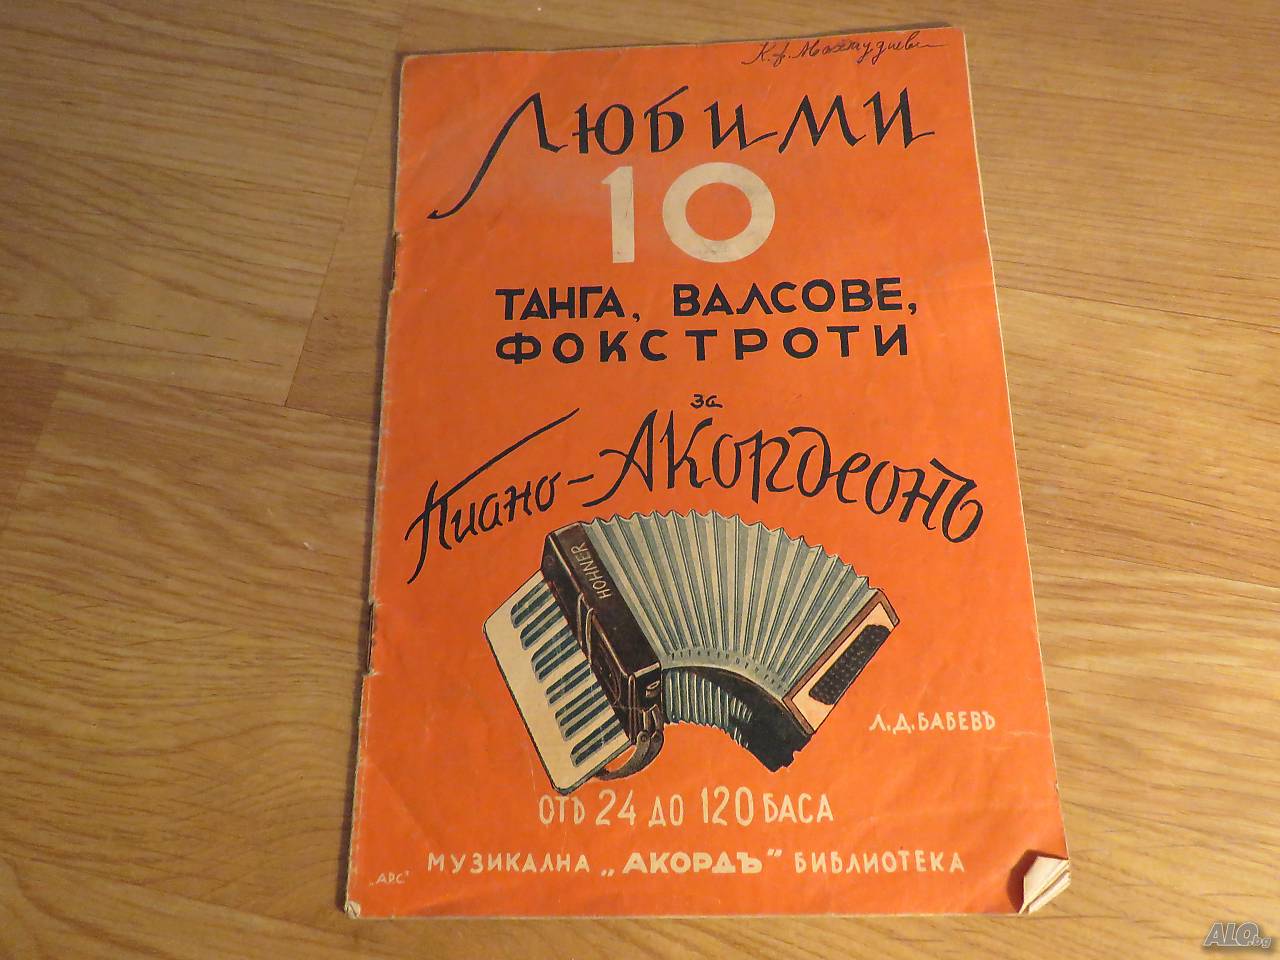 ЛЮБИМИ
10
ТАНГА, ВАЛСОВЕ,
ФОКСТРОТИ
за
Пиано-Акордеонъ
HOHNER
Л.Д.БАБЕВЪ
ОТЪ 24 ДО 120 БАСА
МУЗИКАЛНА „АКОРДЪ" БИБЛИОТЕКА
„АРС"
ALO.bg